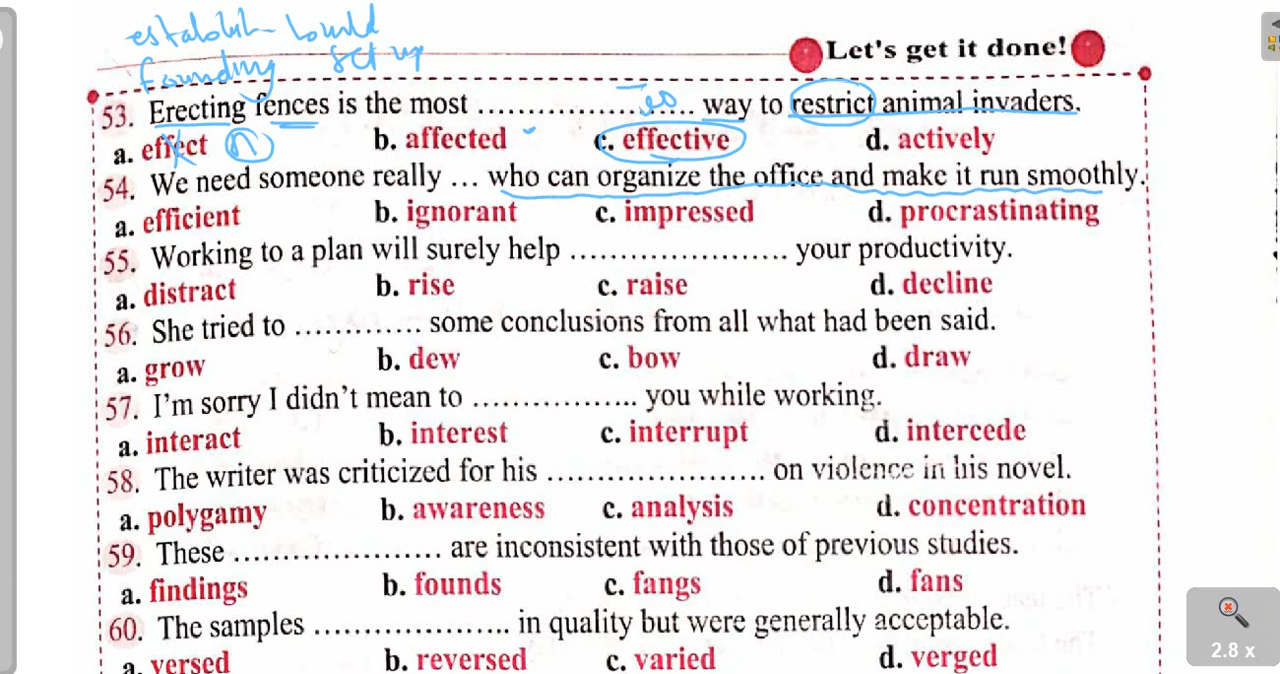 establish build
founding set up
Let's get it done!
53. Erecting fences is the most ........................ way to restrict animal invaders.
a. effect (n) b. affected c. effective d. actively
54. We need someone really ... who can organize the office and make it run smoothly.
a. efficient b. ignorant c. impressed d. procrastinating
55. Working to a plan will surely help ........................ your productivity.
a. distract b. rise c. raise d. decline
56. She tried to ............. some conclusions from all what had been said.
a. grow b. dew c. bow d. draw
57. I'm sorry I didn't mean to .................. you while working.
a. interact b. interest c. interrupt d. intercede
58. The writer was criticized for his ........................ on violence in his novel.
a. polygamy b. awareness c. analysis d. concentration
59. These ....................... are inconsistent with those of previous studies.
a. findings b. founds c. fangs d. fans
60. The samples ...................... in quality but were generally acceptable.
a. versed b. reversed c. varied d. verged
2.8 x